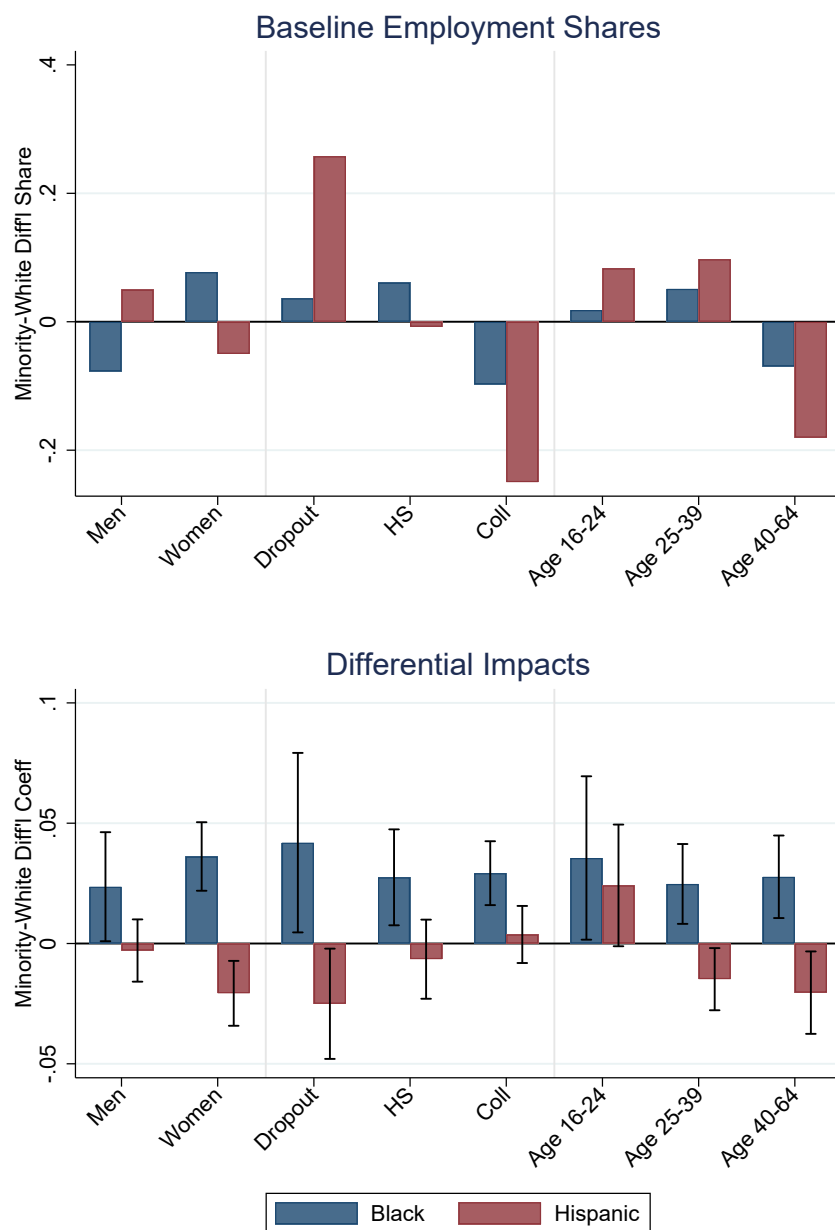 Baseline Employment Shares
Minority-White Diff'l Share
.4
.2
0
-.2
Men
Women
Dropout
HS
Coll
Age 16-24
Age 25-39
Age 40-64
Differential Impacts
Minority-White Diff'l Coeff
.1
.05
0
-.05
Men
Women
Dropout
HS
Coll
Age 16-24
Age 25-39
Age 40-64
Black
Hispanic